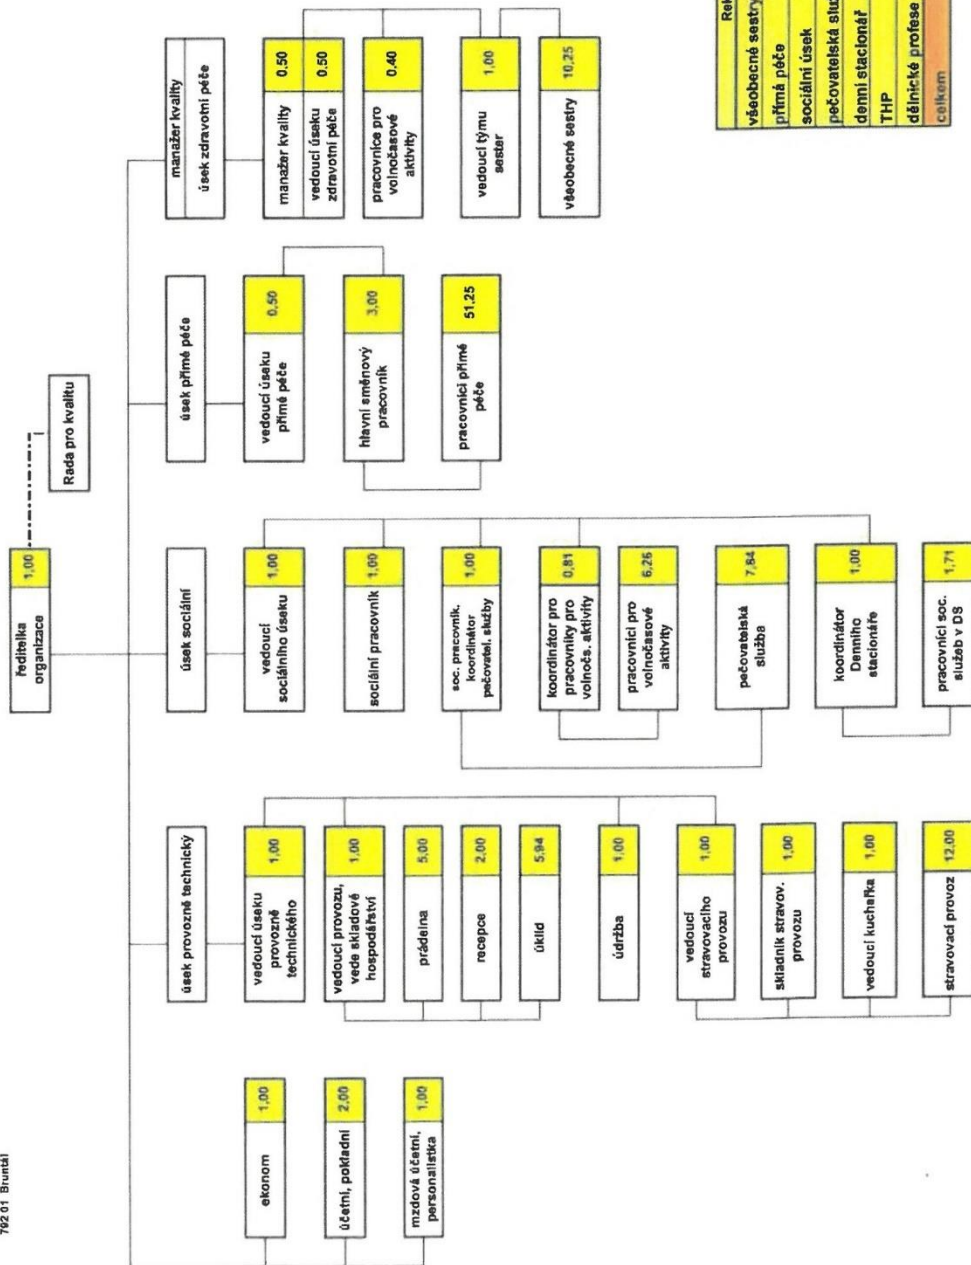 792 01 Bruntál
ředitelka
organizace
1,00
Rada pro kvalitu
ekonom
1,00
účetní, pokladní
2,00
mzdová účetní,
personalistka
1,00
úsek provozně technický
vedoucí úseku
provozně
technického
1,00
vedoucí provozu,
vede skladové
hospodářství
1,00
prádelna
5,00
recepce
2,00
úklid
5,94
údržba
1,00
vedoucí
stravovacího
provozu
1,00
skladník stravov.
provozu
1,00
vedoucí kuchařka
1,00
stravovací provoz
12,00
úsek sociální
vedoucí
sociálního úseku
1,00
sociální pracovník
1,00
soc. pracovník.
koordinátor
pečovatel. služby
1,00
koordinátor pro
pracovníky pro
volnočs. aktivity
0,81
pracovníci pro
volnočasové
aktivity
6,26
pečovatelská
služba
7,84
koordinátor
Denního
stacionáře
1,00
pracovníci soc.
služeb v DS
1,71
úsek přímé péče
vedoucí úseku
přímé péče
0,50
hlavní směnový
pracovník
3,00
pracovníci přímé
péče
51,25
manažer kvality
úsek zdravotní péče
manažer kvality
0,50
vedoucí úseku
zdravotní péče
0,50
pracovnice pro
volnočasové
aktivity
0,40
vedoucí týmu
sester
1,00
všeobecné sestry
10,25
všeobecné sestry
přímá péče
sociální úsek
denní stacionář
THP
dělnické profese
celkem